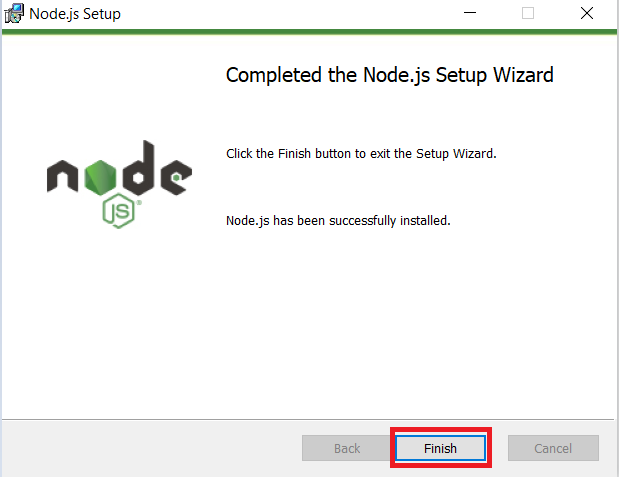 Node.js Setup
Completed the Node.js Setup Wizard
Click the Finish button to exit the Setup Wizard.
node
JS
®
Node.js has been successfully installed.
Back
Finish
Cancel